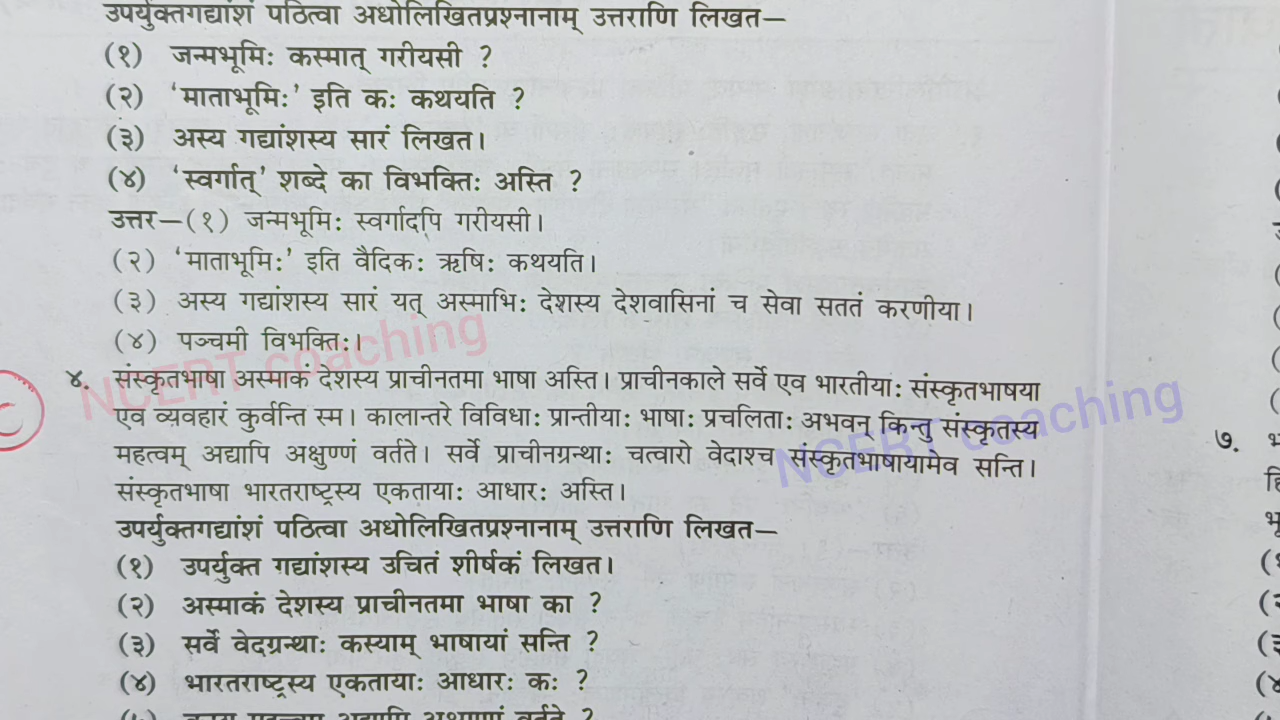 उपर्युक्तगद्यांशं पठित्वा अधोलिखितप्रश्नानाम् उत्तराणि लिखत—
(१) जन्मभूमिः कस्मात् गरीयसी ?
(२) 'माताभूमिः' इति कः कथयति ?
(३) अस्य गद्यांशस्य सारं लिखत।
(४) 'स्वर्गात्' शब्दे का विभक्तिः अस्ति ?
उत्तर—(१) जन्मभूमिः स्वर्गादपि गरीयसी।
(२) 'माताभूमिः' इति वैदिकः ऋषिः कथयति।
(३) अस्य गद्यांशस्य सारं यत् अस्माभिः देशस्य देशवासिनां च सेवा सततं करणीया।
(४) पञ्चमी विभक्तिः।
NCERT coaching
४. संस्कृतभाषा अस्माकं देशस्य प्राचीनतमा भाषा अस्ति। प्राचीनकाले सर्वे एव भारतीयाः संस्कृतभाषया
एव व्यवहारं कुर्वन्ति स्म। कालान्तरे विविधाः प्रान्तीयाः भाषाः प्रचलिताः अभवन् किन्तु संस्कृतस्य
महत्वम् अद्यापि अक्षुण्णं वर्तते। सर्वे प्राचीनग्रन्थाः चत्वारो वेदाश्च संस्कृतभाषायामेव सन्ति।
NCERT coaching
संस्कृतभाषा भारतराष्ट्रस्य एकतायाः आधारः अस्ति।
उपर्युक्तगद्यांशं पठित्वा अधोलिखितप्रश्नानाम् उत्तराणि लिखत—
(१) उपर्युक्त गद्यांशस्य उचितं शीर्षकं लिखत।
(२) अस्माकं देशस्य प्राचीनतमा भाषा का ?
(३) सर्वे वेदग्रन्थाः कस्याम् भाषायां सन्ति ?
(४) भारतराष्ट्रस्य एकतायाः आधारः कः ?
७.